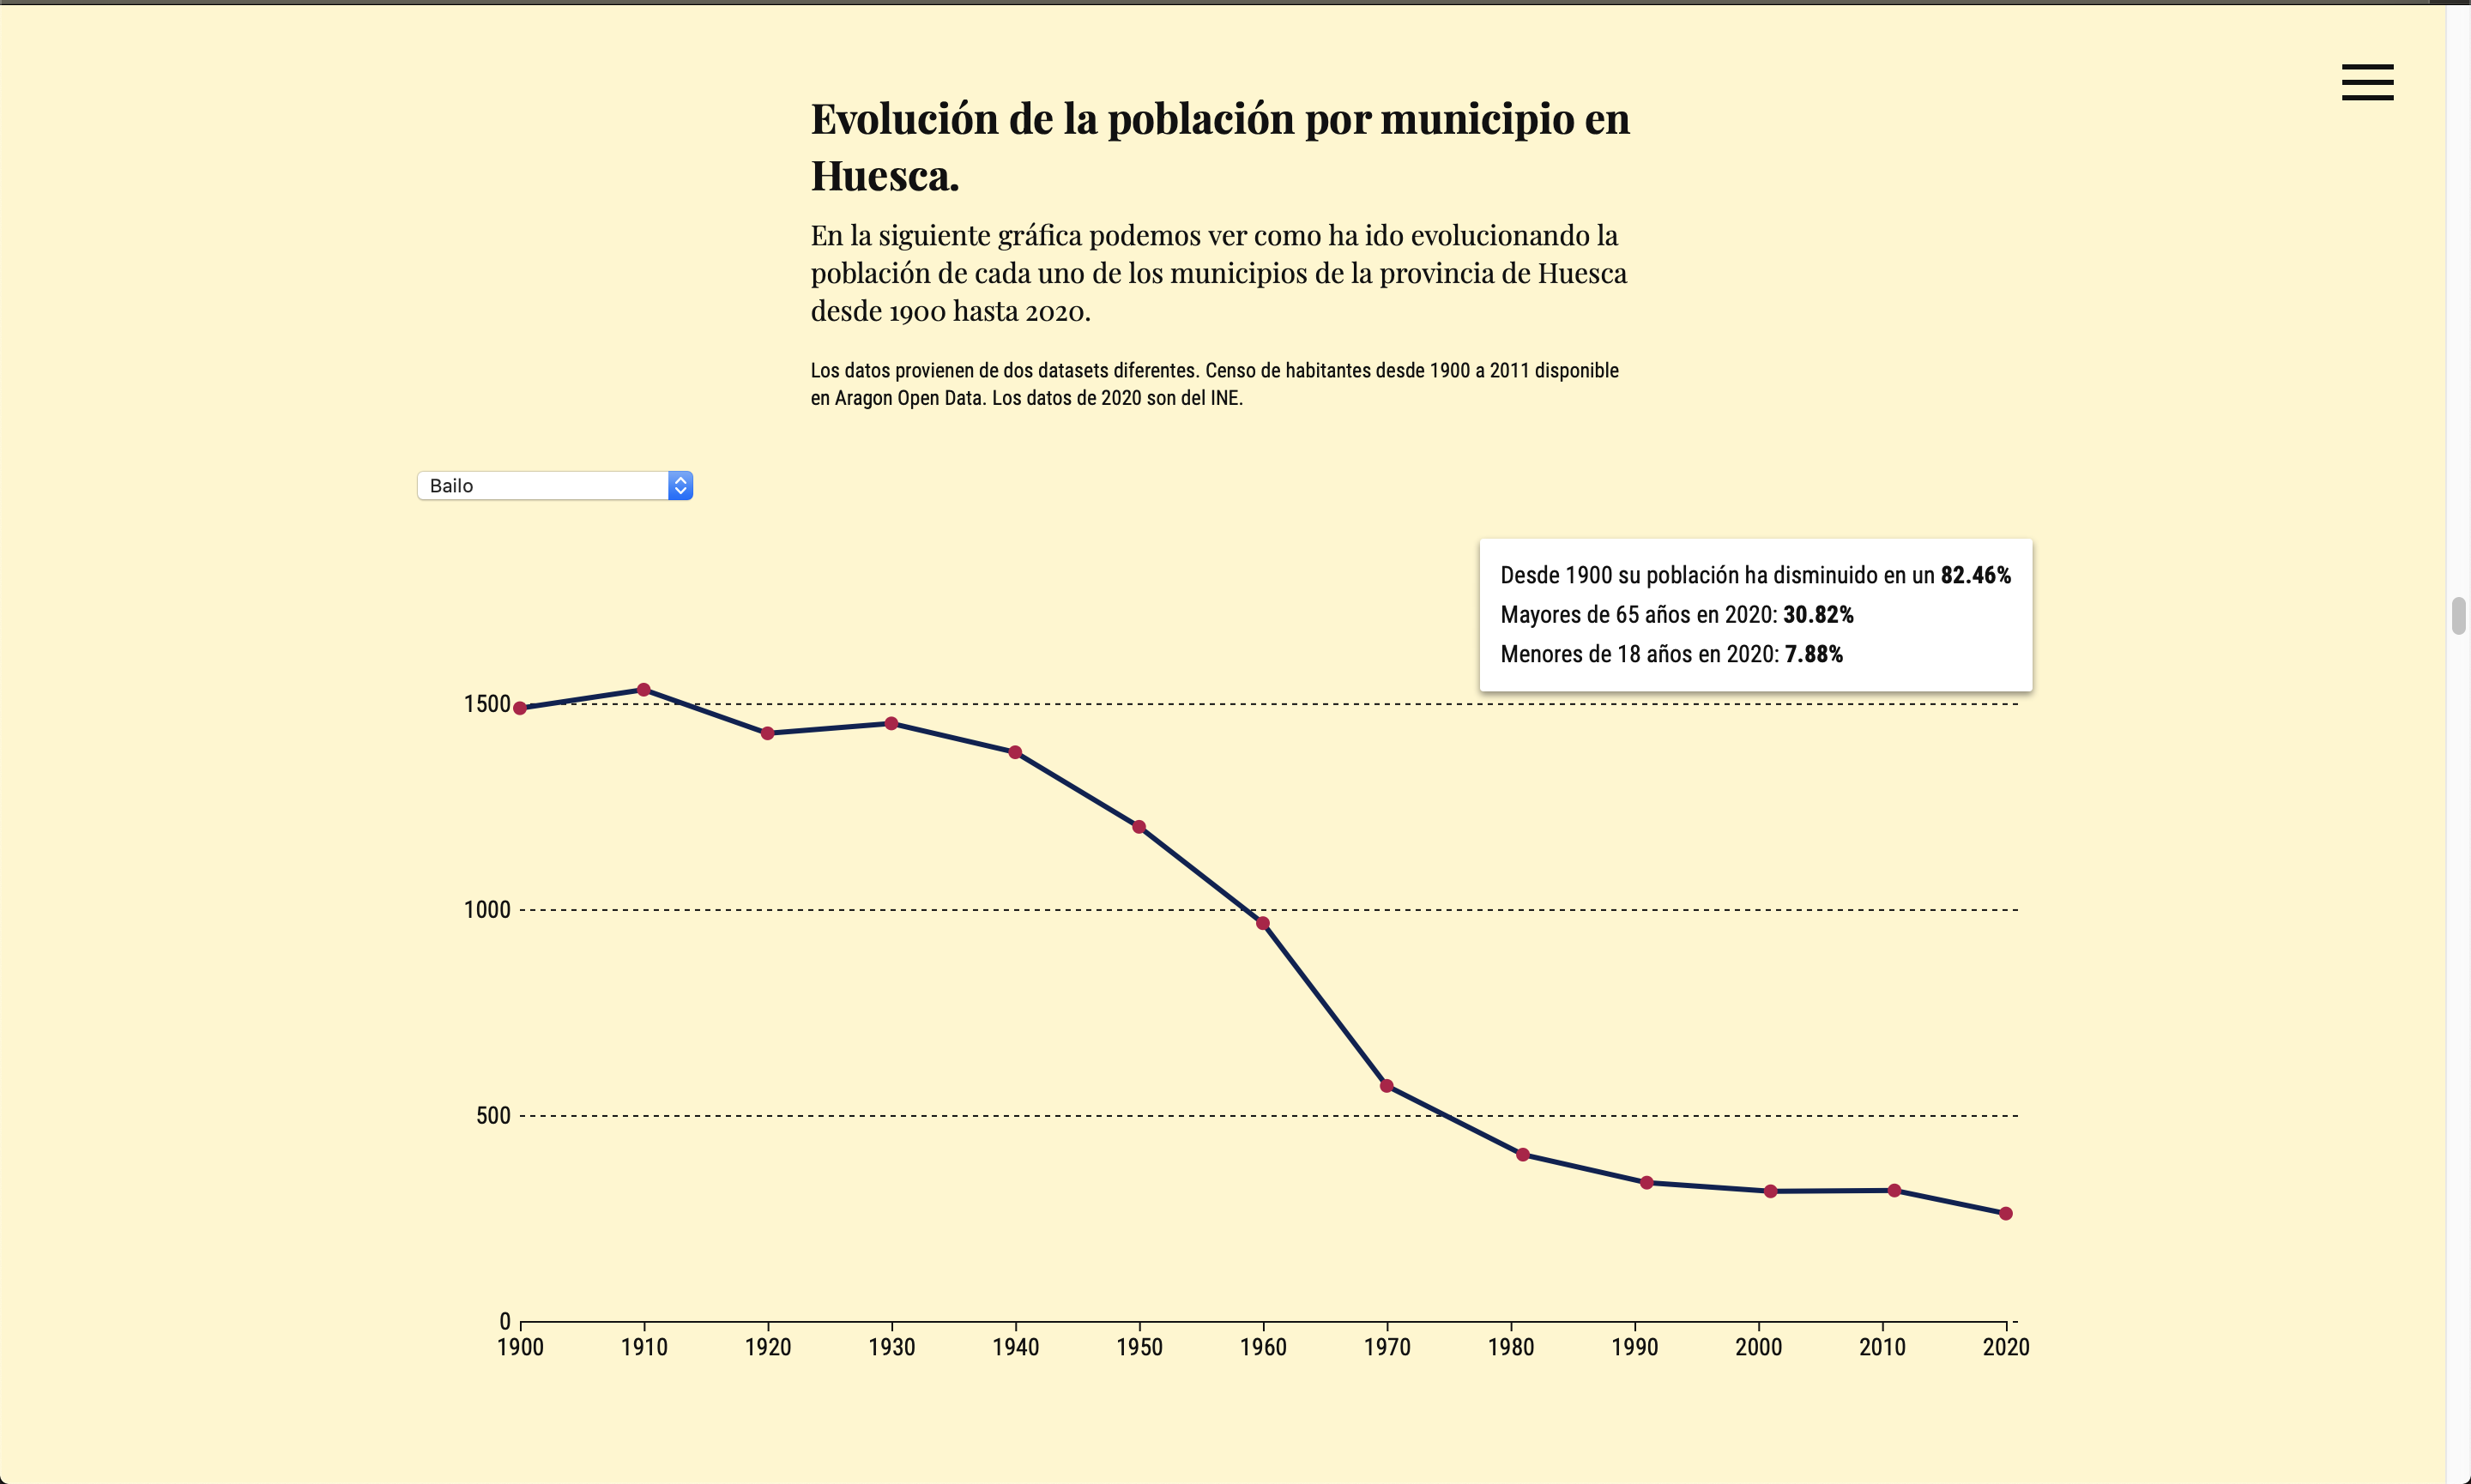 Evolución de la población por municipio en
Huesca.
En la siguiente gráfica podemos ver como ha ido evolucionando la
población de cada uno de los municipios de la provincia de Huesca
desde 1900 hasta 2020.
Los datos provienen de dos datasets diferentes. Censo de habitantes desde 1900 a 2011 disponible
en Aragon Open Data. Los datos de 2020 son del INE.
Bailo
Desde 1900 su población ha disminuido en un 82.46%
Mayores de 65 años en 2020: 30.82%
Menores de 18 años en 2020: 7.88%
1500
1000
500
0
1900 1910 1920 1930 1940 1950 1960 1970 1980 1990 2000 2010 2020